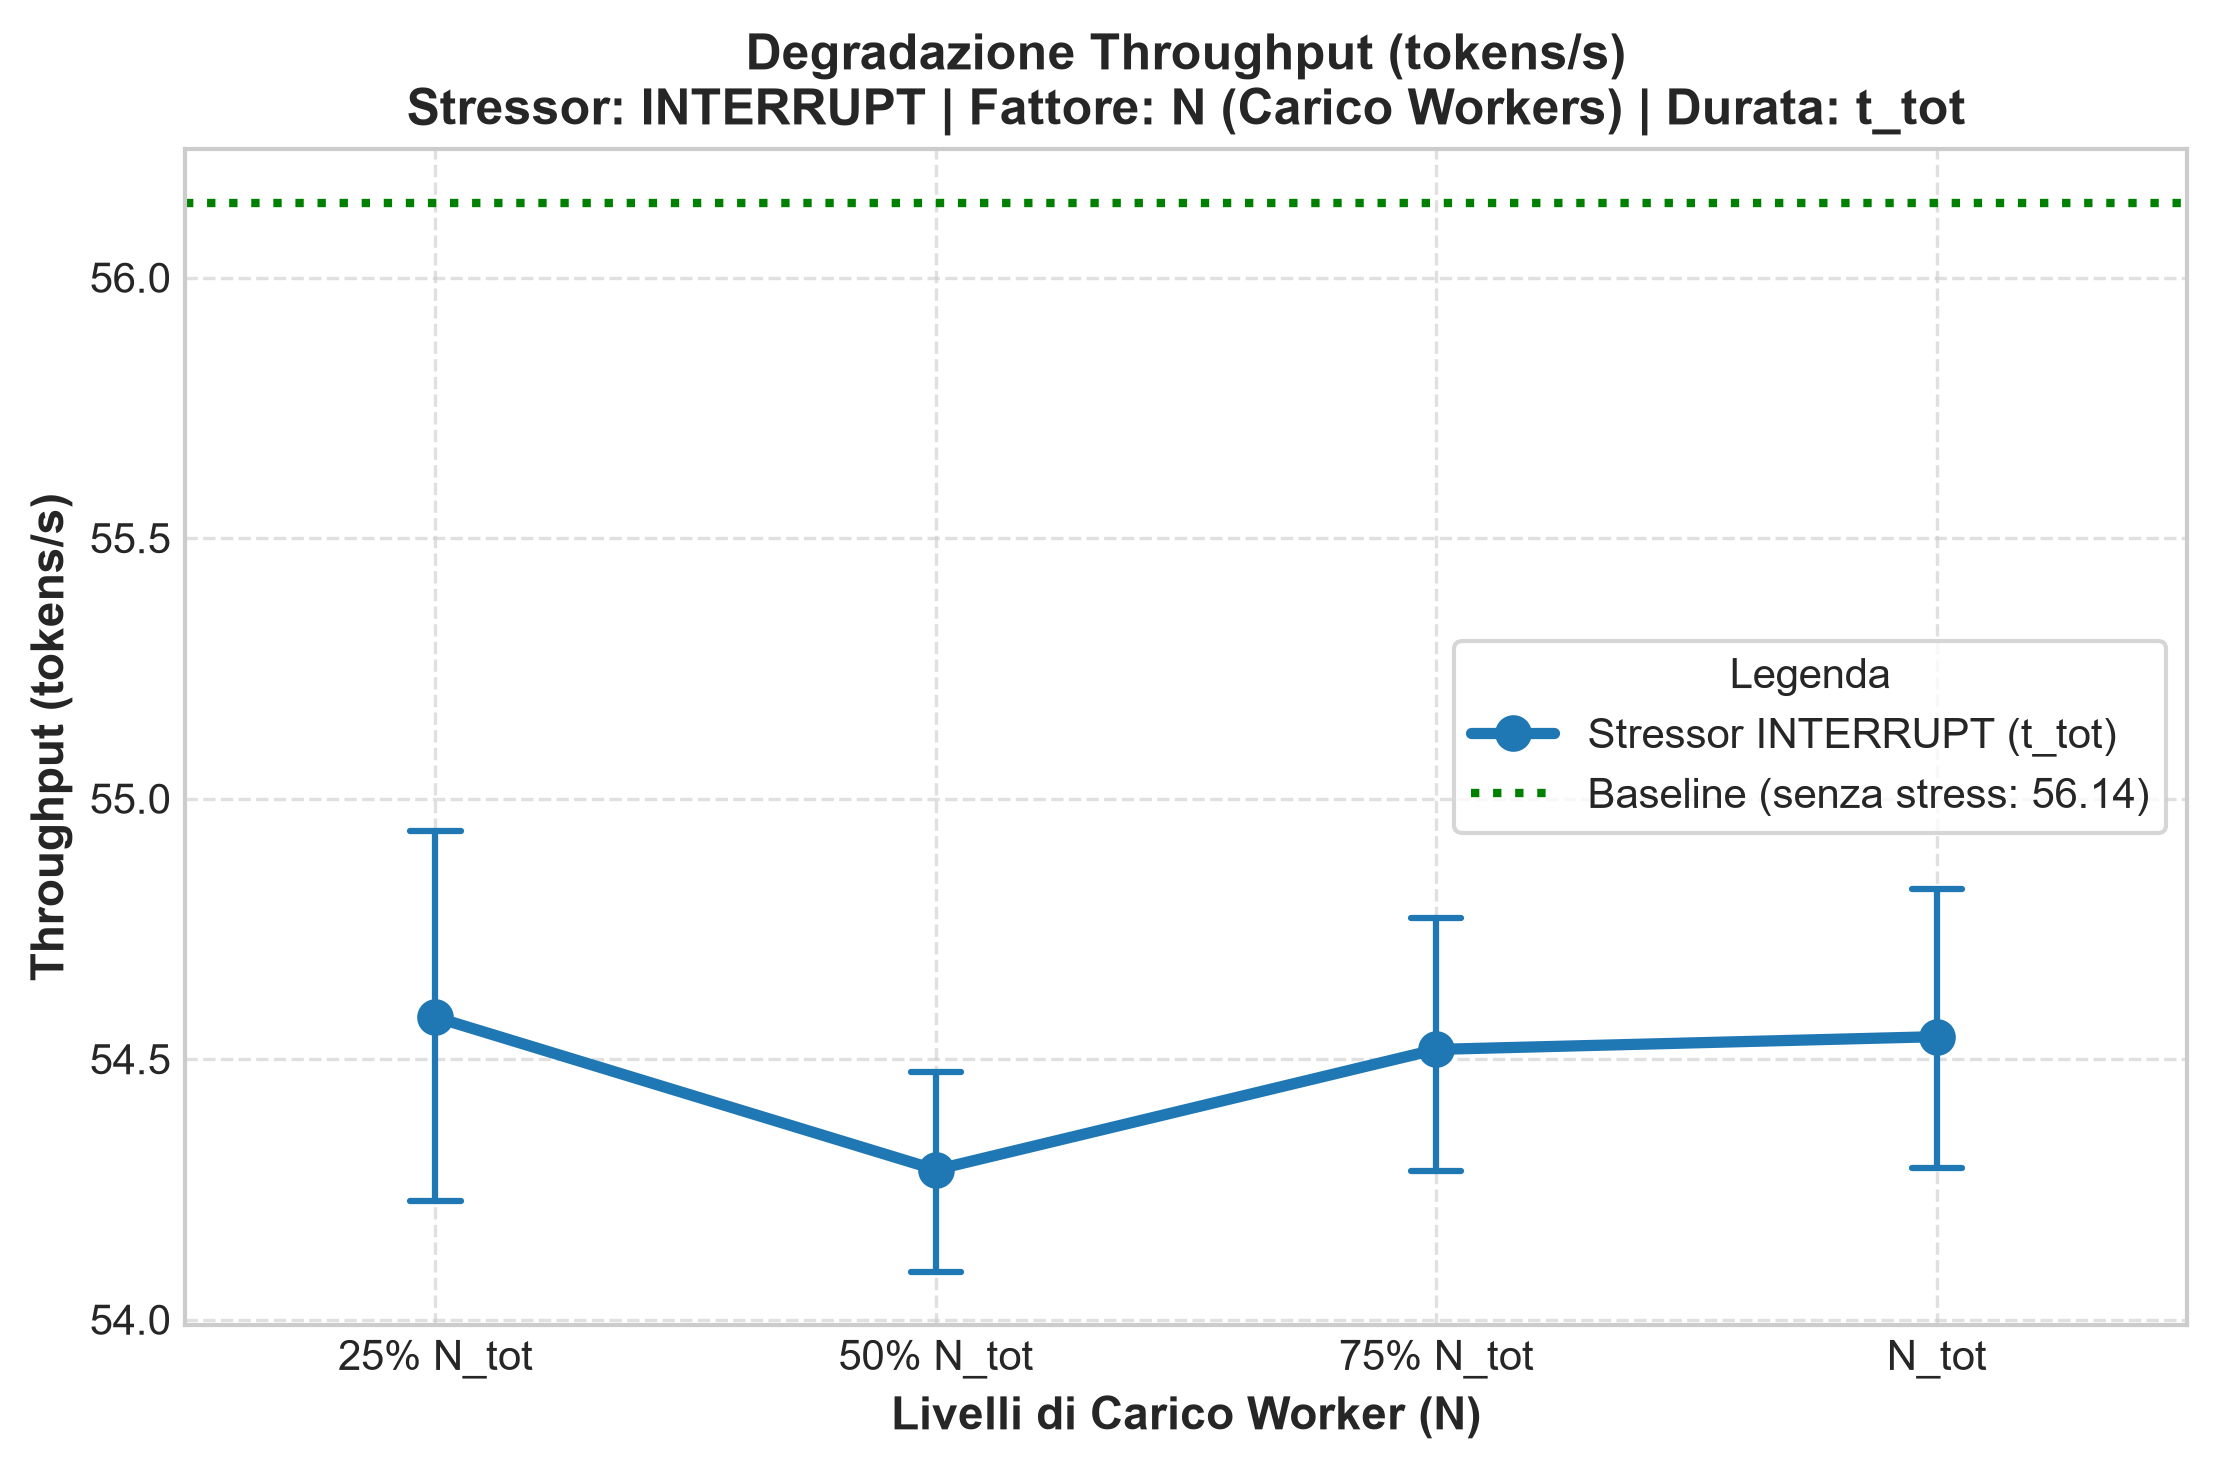 Degradazione Throughput (tokens/s)
Stressor: INTERRUPT | Fattore: N (Carico Workers) | Durata: t_tot
Throughput (tokens/s)
56.0
55.5
55.0
54.5
54.0
Legenda
Stressor INTERRUPT (t_tot)
Baseline (senza stress: 56.14)
25% N_tot
50% N_tot
75% N_tot
N_tot
Livelli di Carico Worker (N)